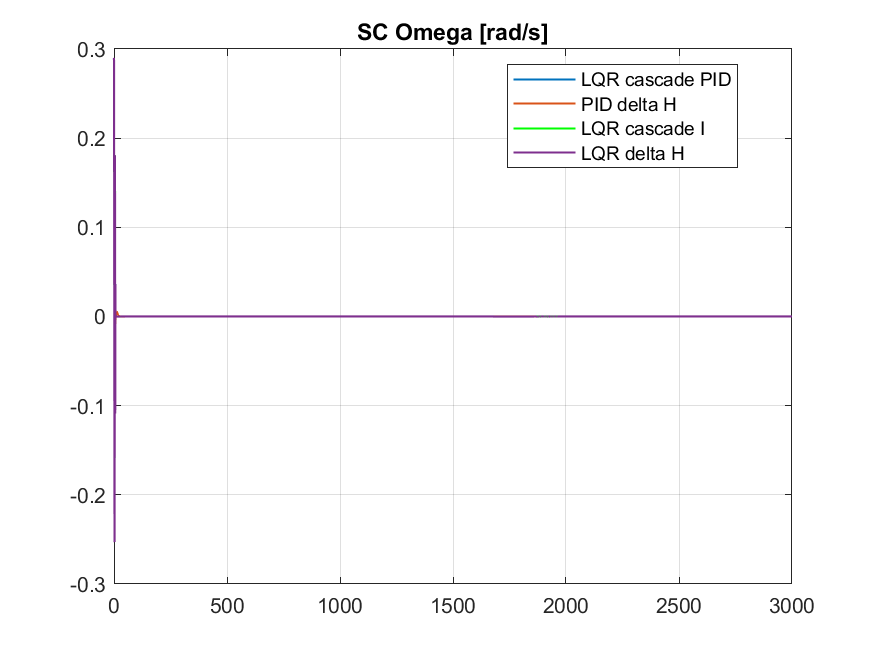 SC Omega [rad/s]
0.3
LQR cascade PID
PID delta H
LQR cascade I
LQR delta H
0.2
0.1
0
-0.1
-0.2
-0.3
0 500 1000 1500 2000 2500 3000